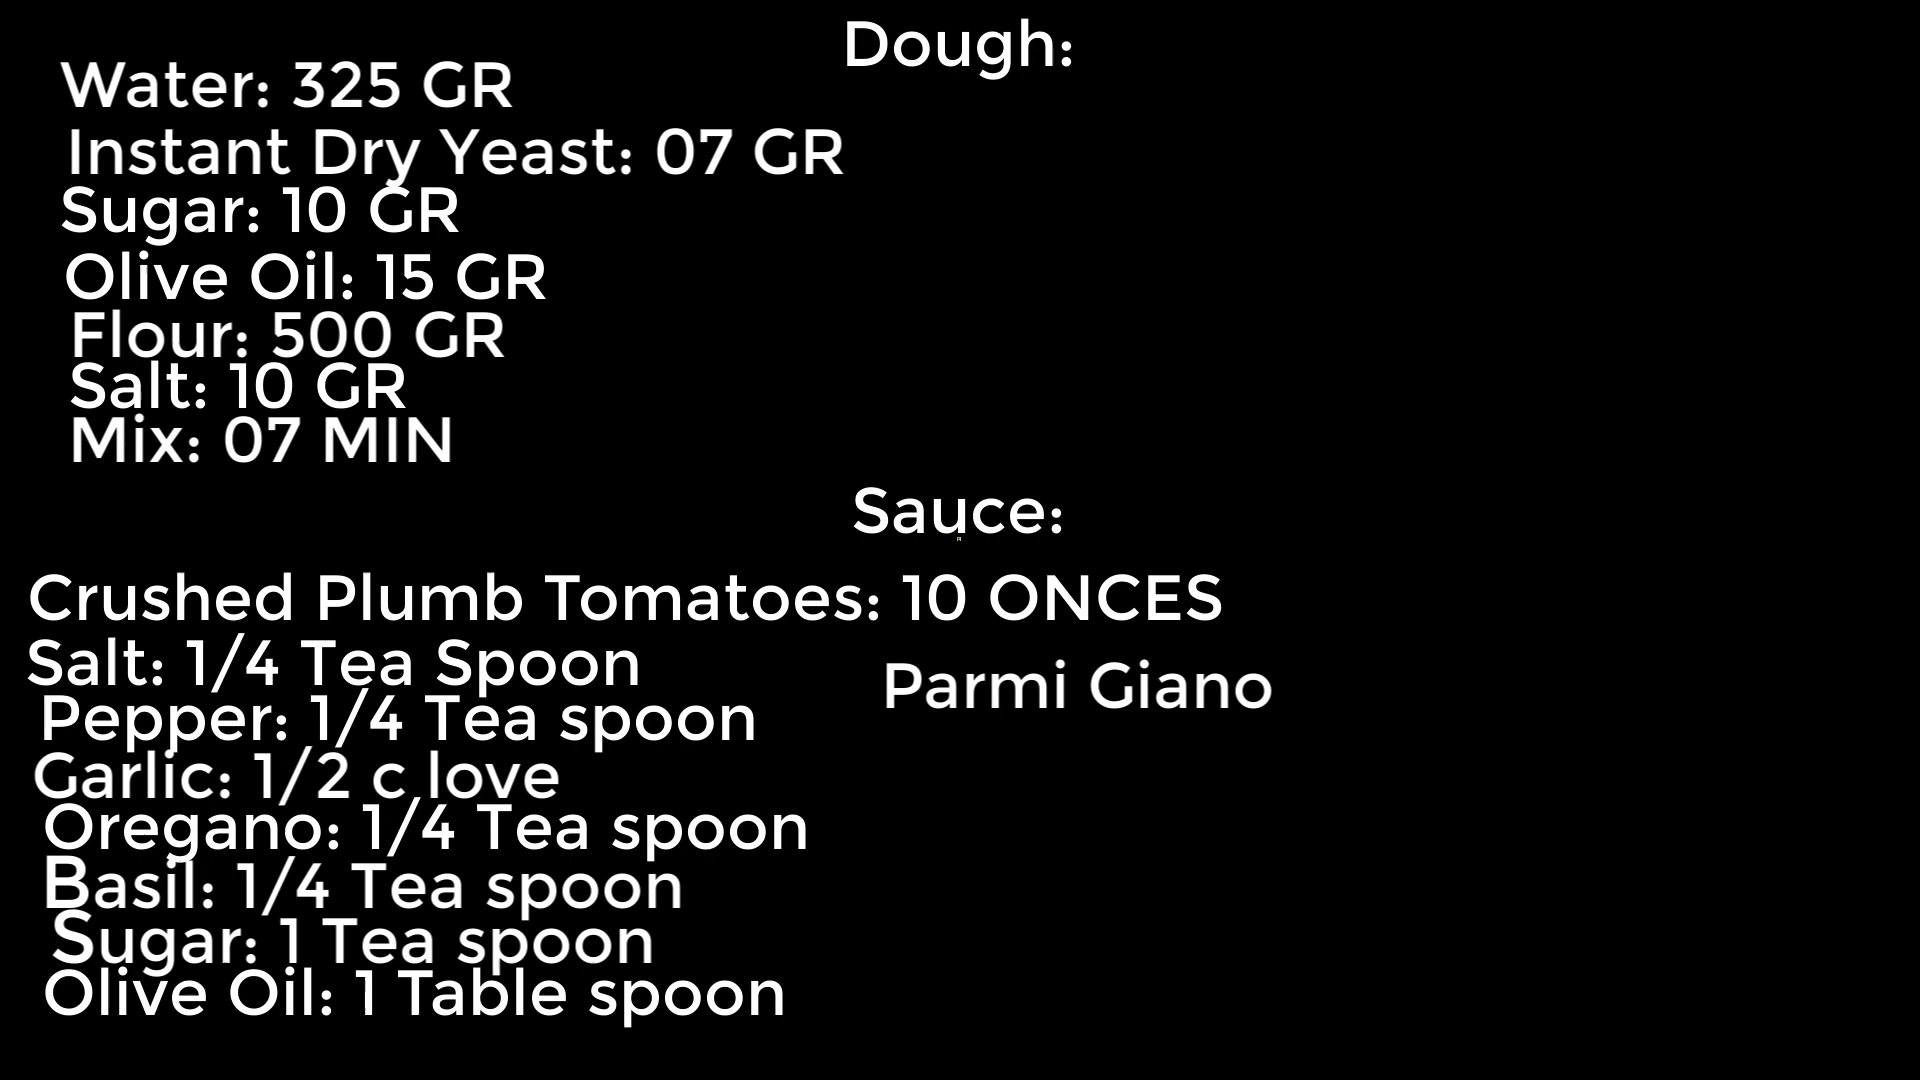 Dough:
Water: 325 GR
Instant Dry Yeast: 07 GR
Sugar: 10 GR
Olive Oil: 15 GR
Flour: 500 GR
Salt: 10 GR
Mix: 07 MIN
Sauce:
Crushed Plumb Tomatoes: 10 ONCES
Salt: 1/4 Tea Spoon
Parmi Giano
Pepper: 1/4 Tea spoon
Garlic: 1/2 c love
Oregano: 1/4 Tea spoon
Basil: 1/4 Tea spoon
Sugar: 1 Tea spoon
Olive Oil: 1 Table spoon